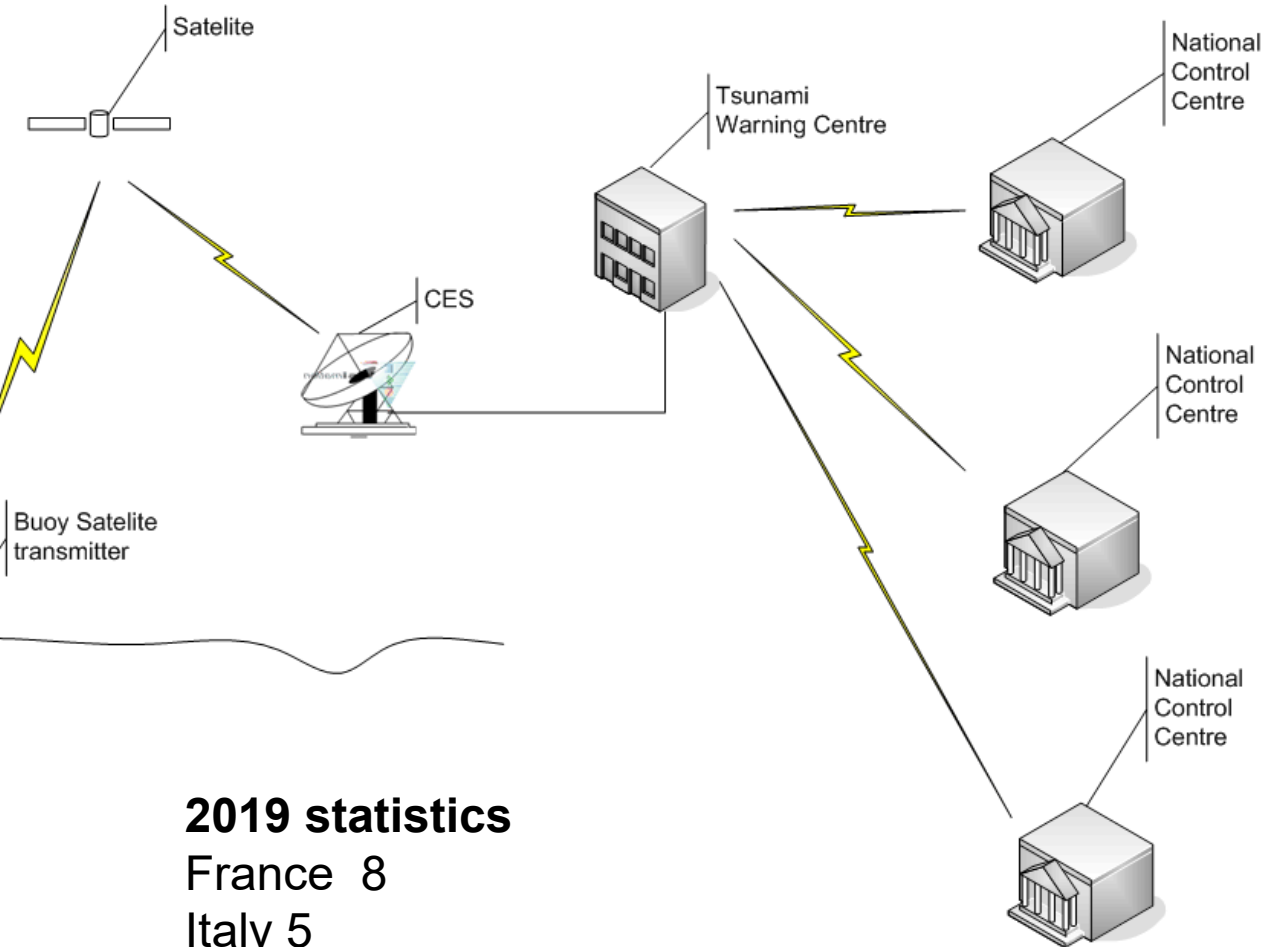 Satelite
National
Control
Centre
Tsunami
Warning Centre
CES
National
Control
Centre
Buoy Satelite
transmitter
National
Control
Centre
2019 statistics
France 8
Italy 5